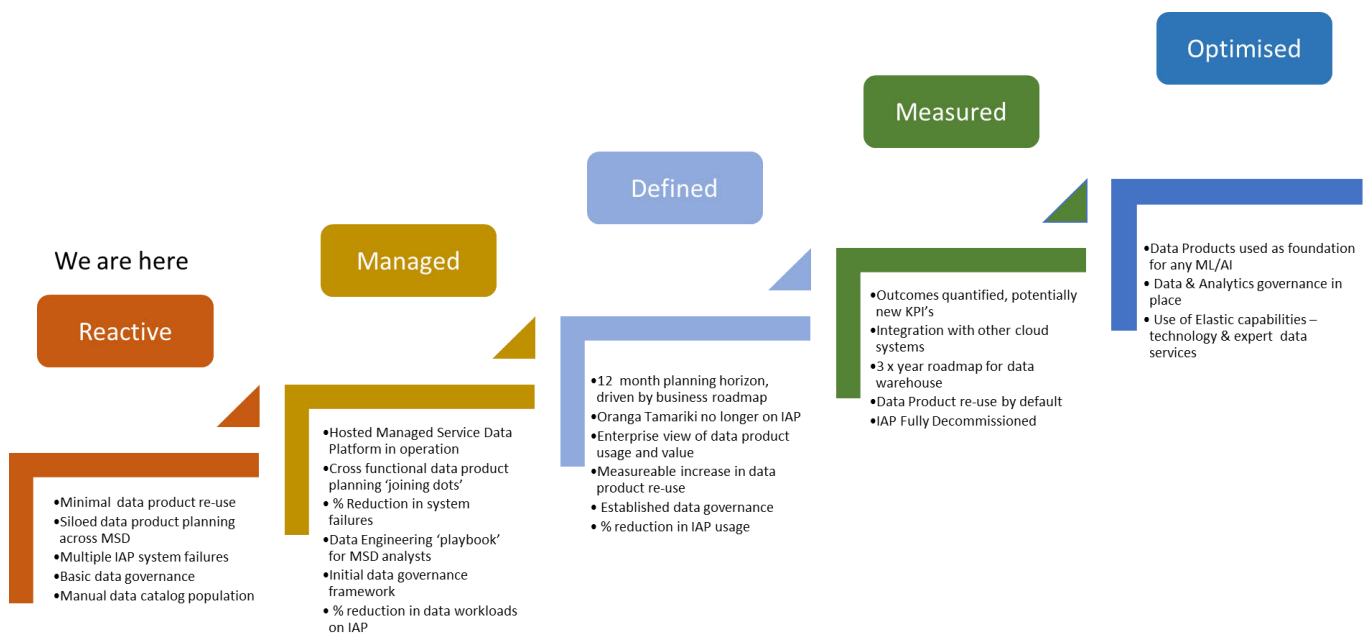 We are here
Reactive
•Minimal data product re-use
•Siloed data product planning
across MSD
•Multiple IAP system failures
•Basic data governance
•Manual data catalog population
Managed
•Hosted Managed Service Data
Platform in operation
•Cross functional data product
planning ‘joining dots’
• % Reduction in system
failures
•Data Engineering ‘playbook’
for MSD analysts
•Initial data governance
framework
• % reduction in data workloads
on IAP
Defined
•12 month planning horizon,
driven by business roadmap
•Oranga Tamariki no longer on IAP
•Enterprise view of data product
usage and value
•Measureable increase in data
product re-use
• Established data governance
• % reduction in IAP usage
Measured
•Outcomes quantified, potentially
new KPI’s
•Integration with other cloud
systems
•3 x year roadmap for data
warehouse
•Data Product re-use by default
•IAP Fully Decommissioned
Optimised
•Data Products used as foundation
for any ML/AI
• Data & Analytics governance in
place
• Use of Elastic capabilities –
technology & expert data
services